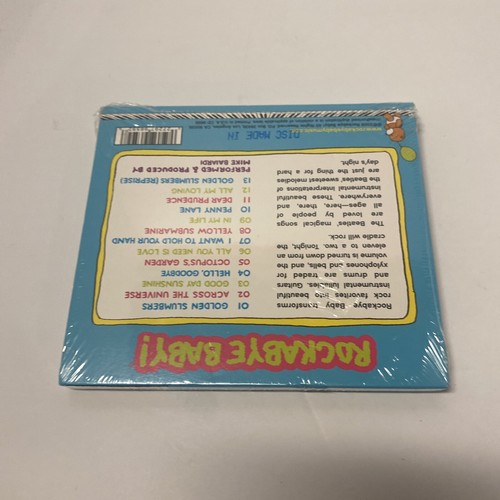 ROCKABYE BABY!
Rockabye Baby transforms
rock favorites into beautiful
instrumental lullabies. Guitars
and drums are traded for
xylophones and bells, and the
volume is turned down from an
eleven to a two. Tonight, the
cradle will rock.
The Beatles' magical songs
are loved by people of
all ages—here, there, and
everywhere. These beautiful
instrumental interpretations of
the Beatles' sweetest melodies
are just the thing for a hard
day's night.
01 GOLDEN SLUMBERS
02 ACROSS THE UNIVERSE
03 GOOD DAY SUNSHINE
04 HELLO, GOODBYE
05 OCTOPUS'S GARDEN
06 ALL YOU NEED IS LOVE
07 I WANT TO HOLD YOUR HAND
08 YELLOW SUBMARINE
09 IN MY LIFE
10 PENNY LANE
11 DEAR PRUDENCE
12 ALL MY LOVING
13 GOLDEN SLUMBERS (REPRISE)
PERFORMED & PRODUCED BY
MIKE BAIARDI
DISC MADE IN